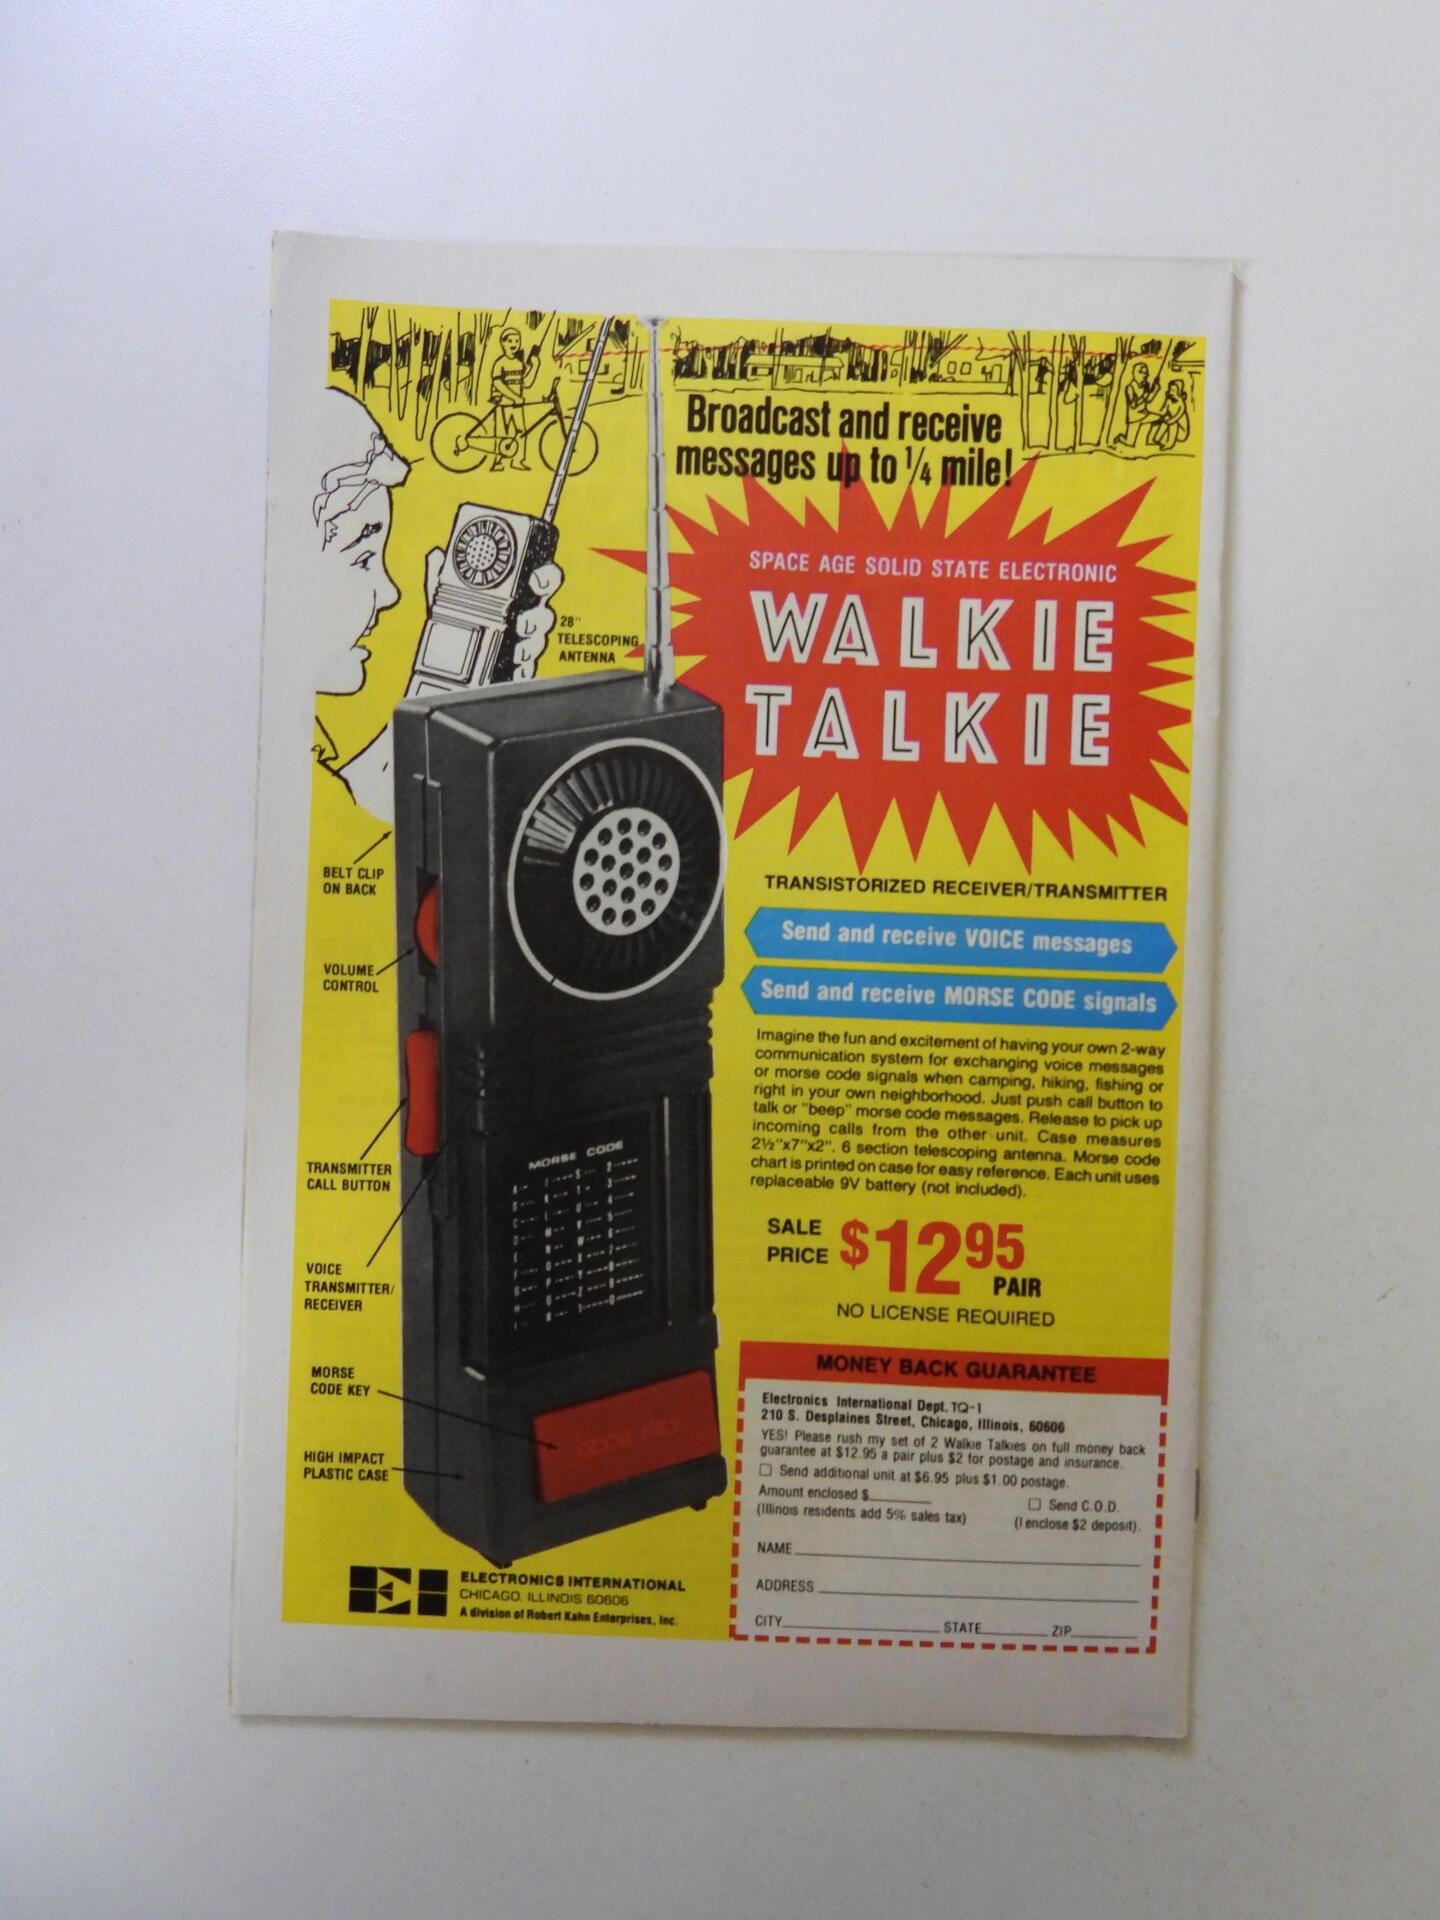 Broadcast and receive
messages up to 1/4 mile!
SPACE AGE SOLID STATE ELECTRONIC
WALKIE
TALKIE
28"
TELESCOPING
ANTENNA
BELT CLIP
ON BACK
VOLUME
CONTROL
TRANSMITTER
CALL BUTTON
VOICE
TRANSMITTER/
RECEIVER
MORSE
CODE KEY
HIGH IMPACT
PLASTIC CASE
MORSE CODE
CODE KEY
TRANSISTORIZED RECEIVER/TRANSMITTER
Send and receive VOICE messages
Send and receive MORSE CODE signals
Imagine the fun and excitement of having your own 2-way
communication system for exchanging voice messages
or morse code signals when camping, hiking, fishing or
right in your own neighborhood. Just push call button to
talk or "beep" morse code messages. Release to pick up
incoming calls from the other unit. Case measures
2½"x7"x2". 6 section telescoping antenna. Morse code
chart is printed on case for easy reference. Each unit uses
replaceable 9V battery (not included).
SALE
PRICE $12.95
PAIR
NO LICENSE REQUIRED
MONEY BACK GUARANTEE
Electronics International Dept. TQ-1
210 S. Desplaines Street, Chicago, Illinois, 60606
YES! Please rush my set of 2 Walkie Talkies on full money back
guarantee at $12.95 a pair plus $2 for postage and insurance.
☐ Send additional unit at $6.95 plus $1.00 postage.
Amount enclosed $________ ☐ Send C.O.D.
(Illinois residents add 5% sales tax) (I enclose $2 deposit).
NAME
ADDRESS
CITY STATE ZIP
EI
ELECTRONICS INTERNATIONAL
CHICAGO, ILLINOIS 60606
A division of Robert Kahn Enterprises, Inc.